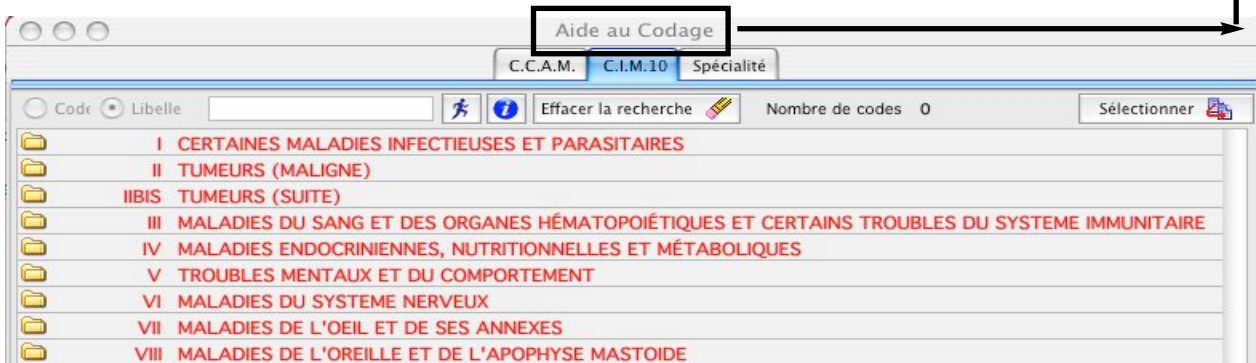 Aide au Codage
C.C.A.M. C.I.M.10 Spécialité
Code Libelle Effacer la recherche Nombre de codes 0 Sélectionner
I CERTAINES MALADIES INFECTIEUSES ET PARASITAIRES
II TUMEURS (MALIGNE)
IIBIS TUMEURS (SUITE)
III MALADIES DU SANG ET DES ORGANES HÉMATOPOIÉTIQUES ET CERTAINS TROUBLES DU SYSTEME IMMUNITAIRE
IV MALADIES ENDOCRINIENNES, NUTRITIONNELLES ET MÉTABOLIQUES
V TROUBLES MENTAUX ET DU COMPORTEMENT
VI MALADIES DU SYSTEME NERVEUX
VII MALADIES DE L'OEIL ET DE SES ANNEXES
VIII MALADIES DE L'OREILLE ET DE L'APOPHYSE MASTOIDE